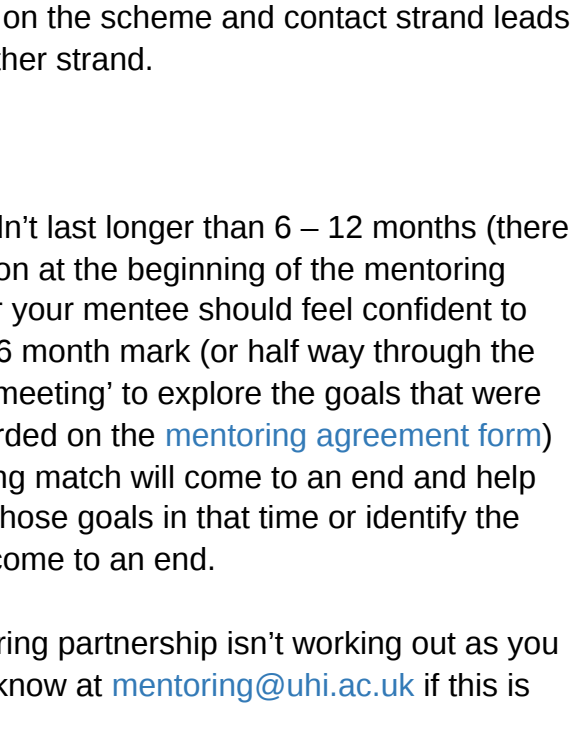 on the scheme and contact strand leads
ther strand.
dn't last longer than 6 – 12 months (there
on at the beginning of the mentoring
r your mentee should feel confident to
6 month mark (or half way through the
meeting' to explore the goals that were
rded on the mentoring agreement form)
ng match will come to an end and help
hose goals in that time or identify the
come to an end.
ring partnership isn't working out as you
know at mentoring@uhi.ac.uk if this is